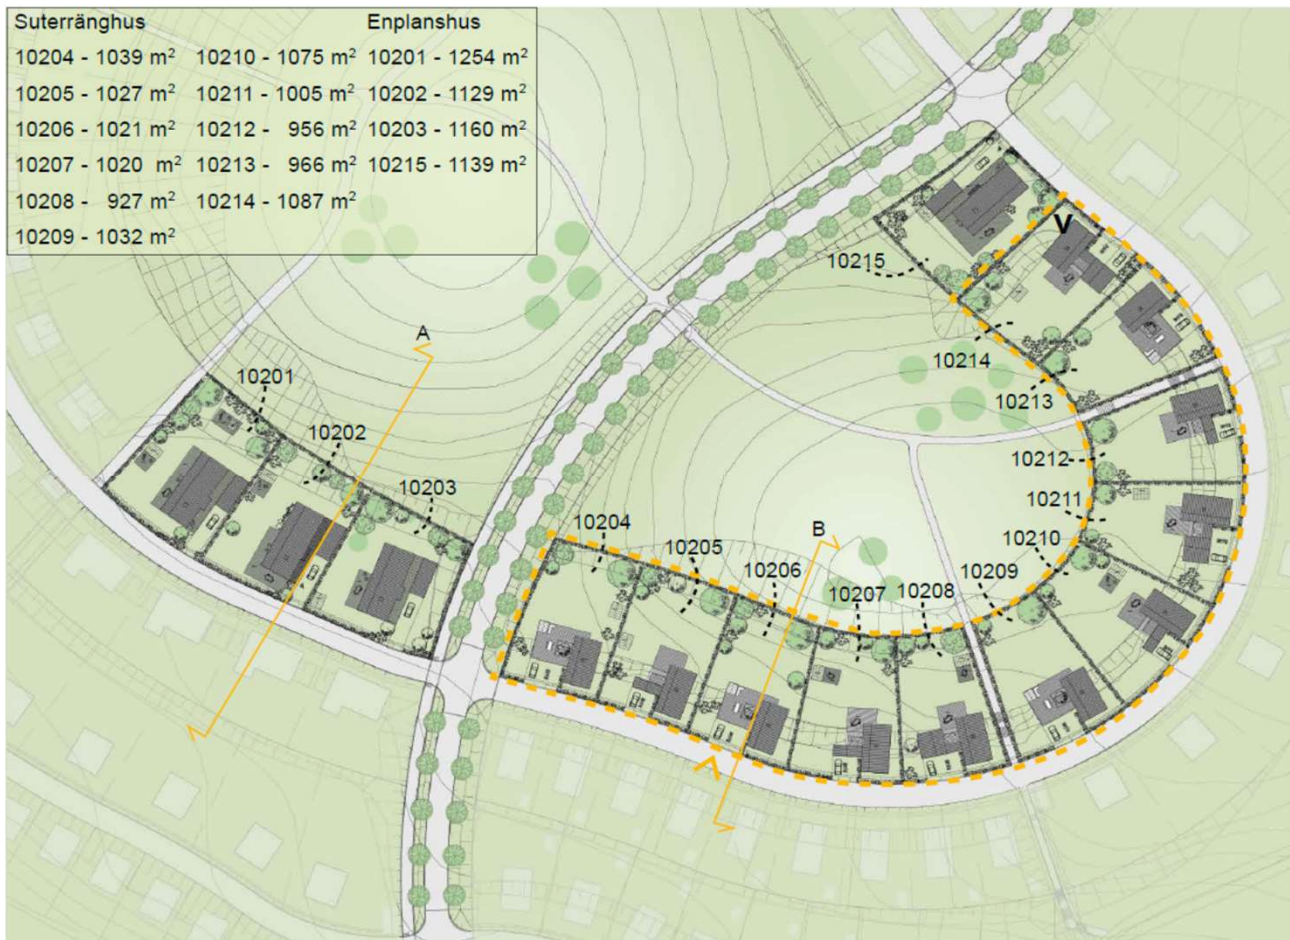 Suterränghus Enplanshus
10204 - 1039 m² 10210 - 1075 m² 10201 - 1254 m²
10205 - 1027 m² 10211 - 1005 m² 10202 - 1129 m²
10206 - 1021 m² 10212 - 956 m² 10203 - 1160 m²
10207 - 1020 m² 10213 - 966 m² 10215 - 1139 m²
10208 - 927 m² 10214 - 1087 m²
10209 - 1032 m²
V
10215
A
10214
10201
10213
10202
10212
10203
10211
10204
B
10210
10205
10206
10209
10207
10208